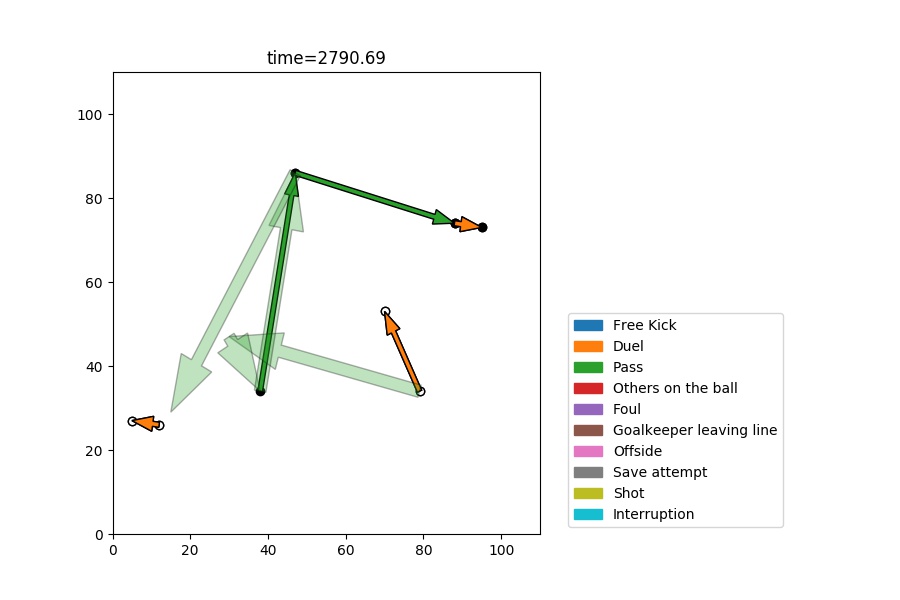 time=2790.69
100
80
60
40
20
0
0 20 40 60 80 100
Free Kick
Duel
Pass
Others on the ball
Foul
Goalkeeper leaving line
Offside
Save attempt
Shot
Interruption